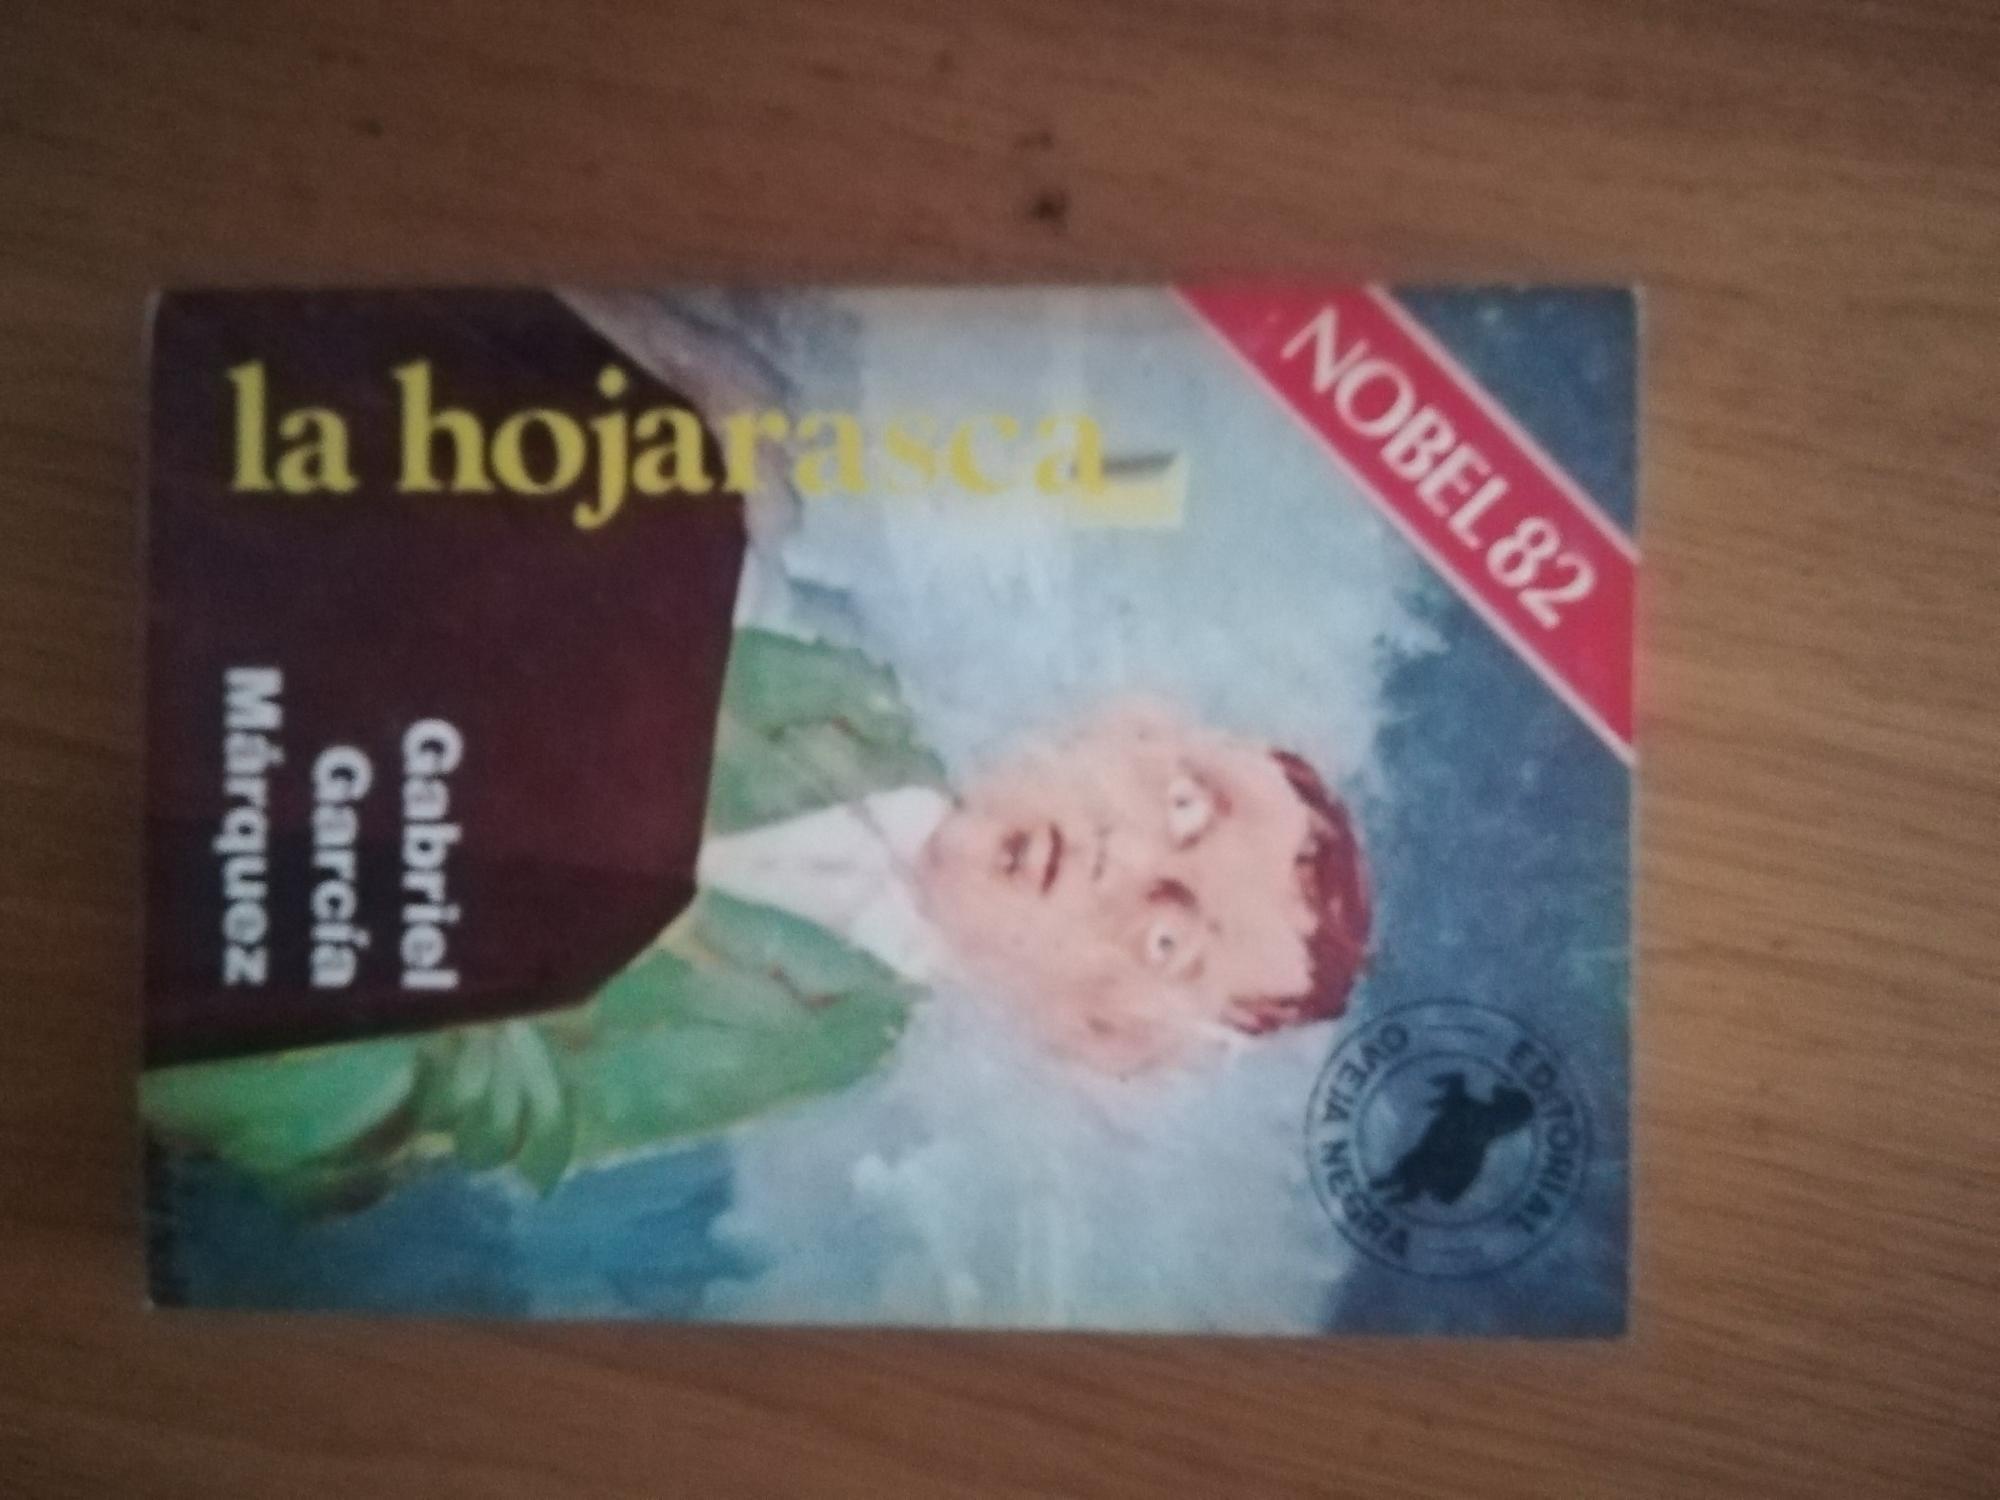 NOBEL 82
EDITORIAL
OVEJA NEGRA
la hojarasca
Gabriel
García
Márquez